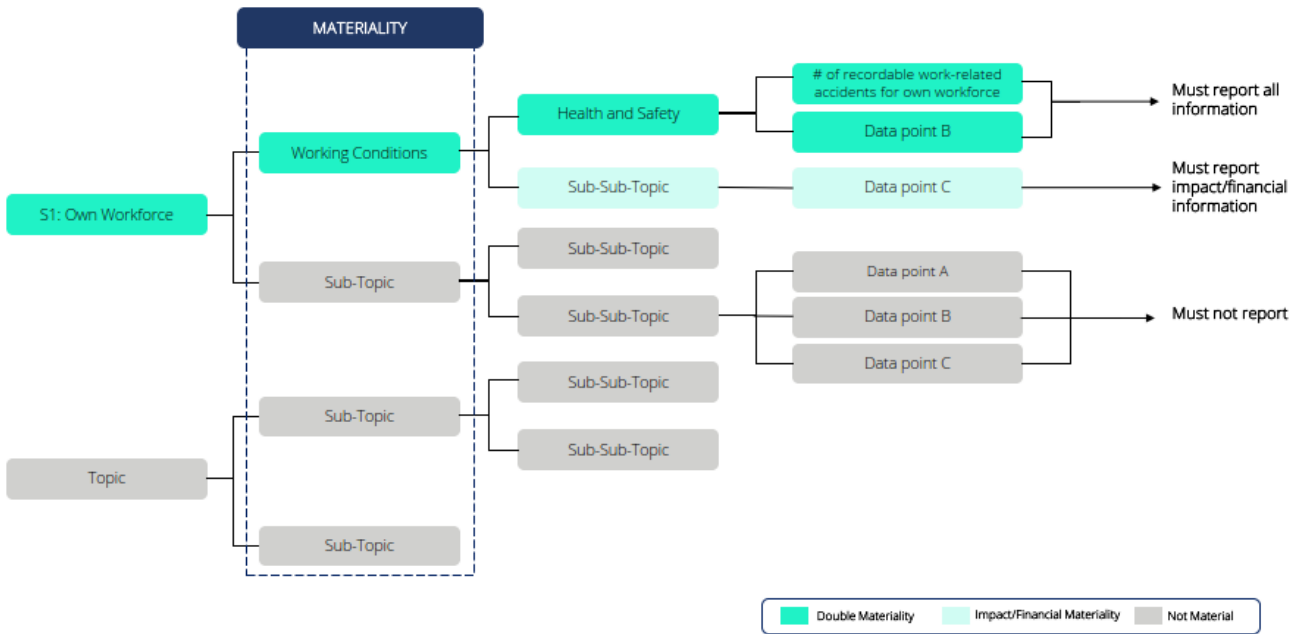 MATERIALITY
# of recordable work-related
accidents for own workforce
Must report all
information
Health and Safety
Data point B
Working Conditions
Must report
impact/financial
information
Sub-Sub-Topic
Data point C
S1: Own Workforce
Sub-Sub-Topic
Data point A
Sub-Topic
Sub-Sub-Topic
Data point B
Must not report
Data point C
Sub-Sub-Topic
Sub-Topic
Sub-Sub-Topic
Topic
Sub-Topic
Double Materiality
Impact/Financial Materiality
Not Material